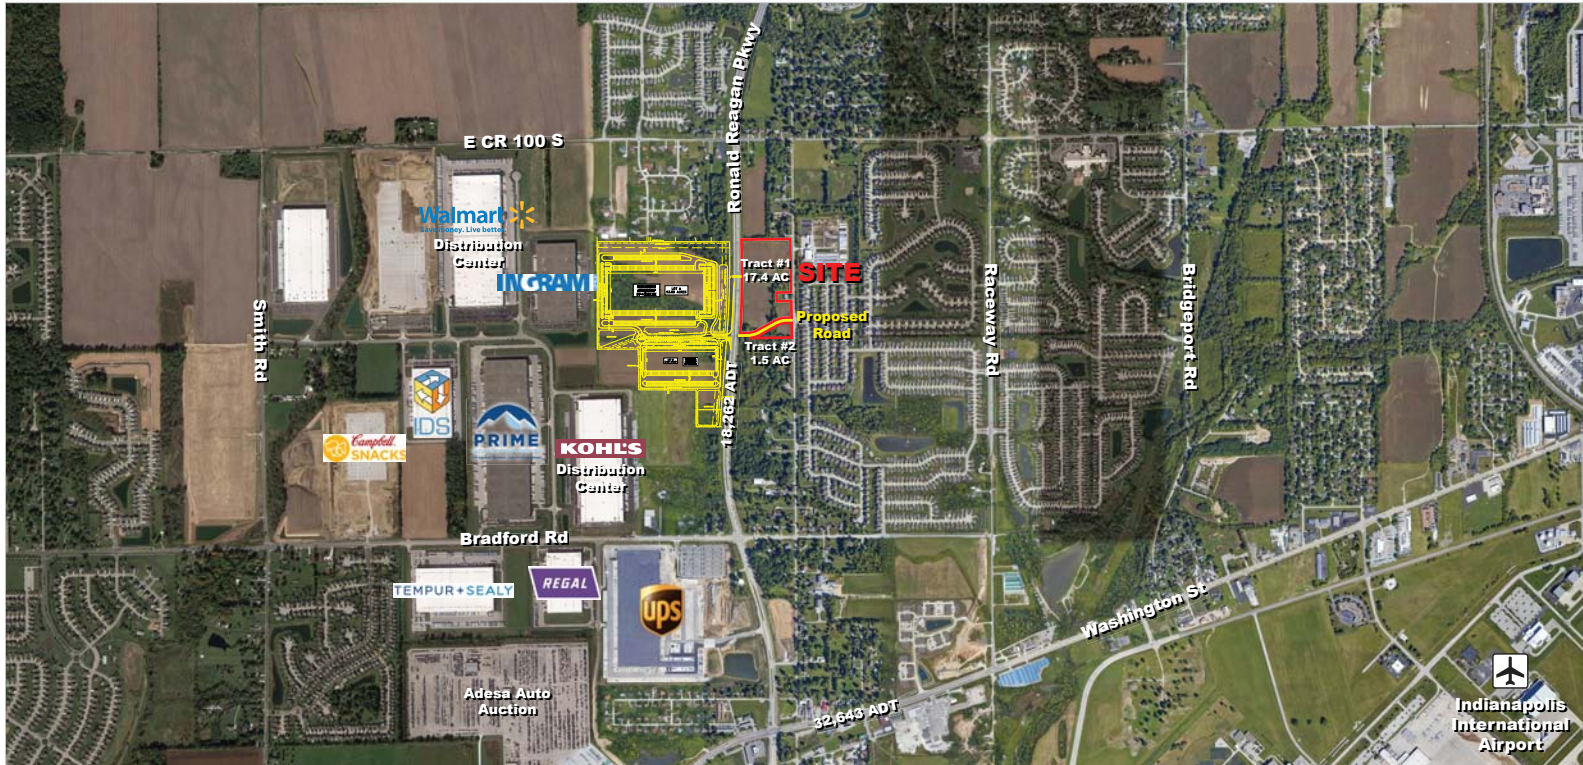 Ronald Reagan Pkwy
E CR 100 S
Walmart
Save money. Live better.
Distribution
Center
INGRAM
Tract #1
17.4 AC
SITE
Proposed
Road
Tract #2
1.5 AC
Smith Rd
Raceway Rd
Bridgeport Rd
18,262 ADT
IDS
PRIME
Campbell
SNACKS
KOHL'S
Distribution
Center
Bradford Rd
TEMPUR+SEALY
REGAL
ups
Washington St
Adesa Auto
Auction
32,643 ADT
Indianapolis
International
Airport